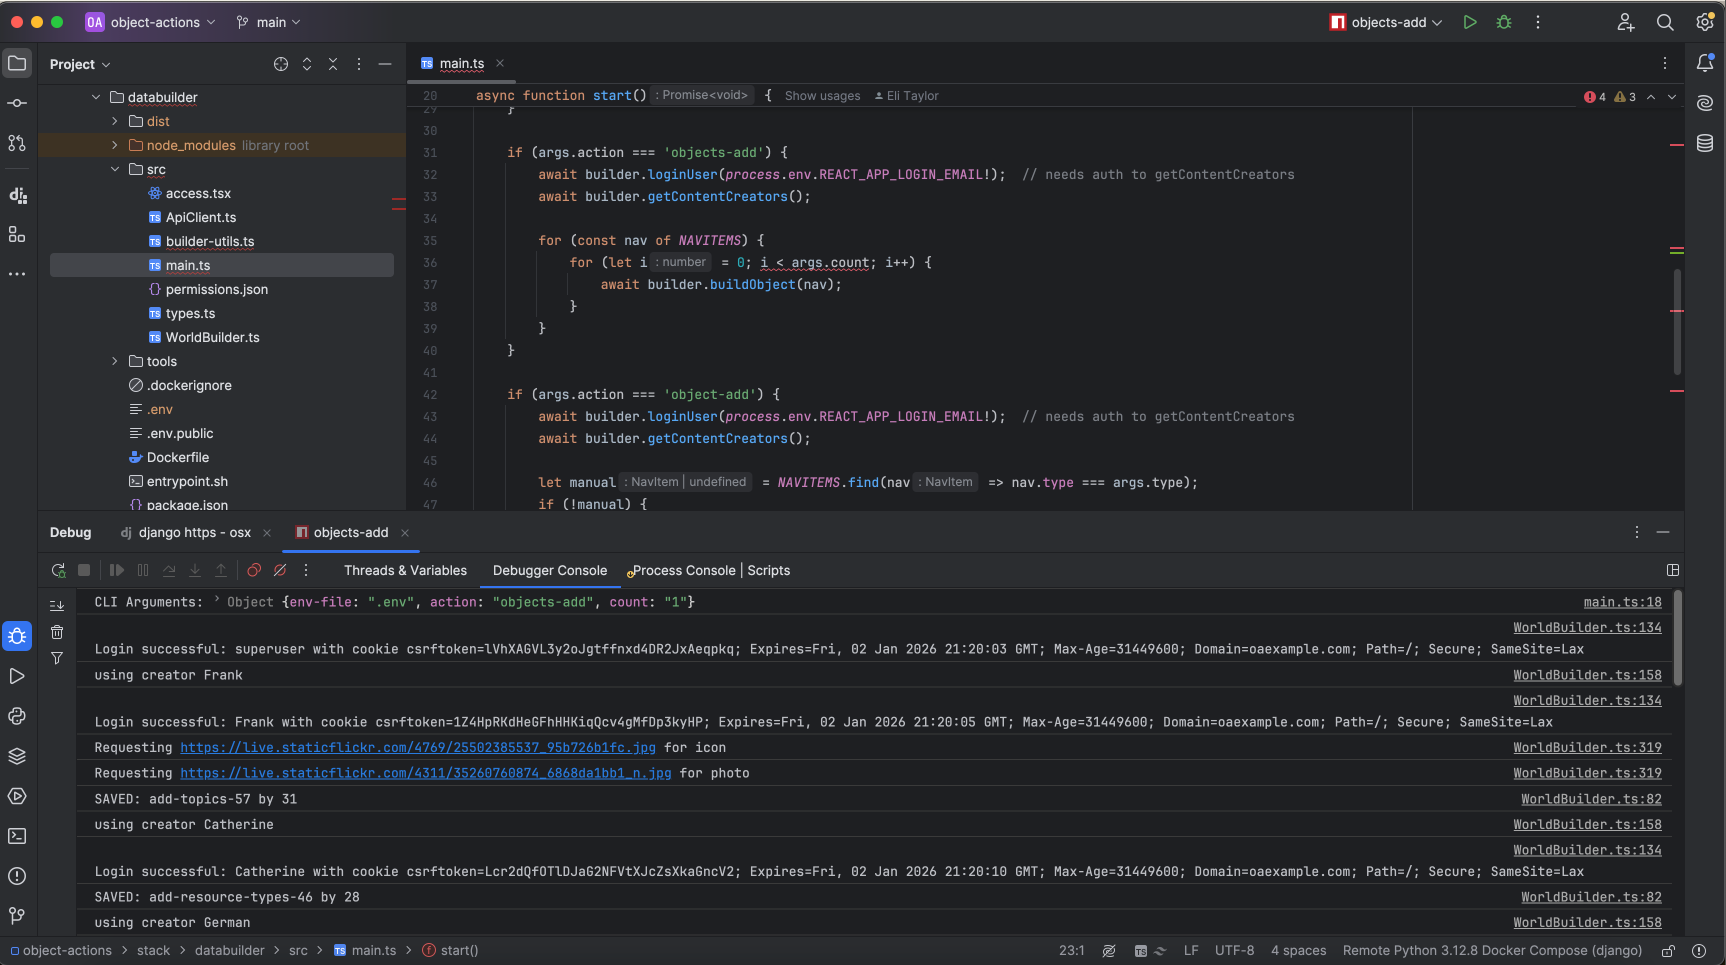 OA object-actions main objects-add
Project
main.ts
databuilder
dist
node_modules library root
src
access.tsx
ApiClient.ts
builder-utils.ts
main.ts
permissions.json
types.ts
WorldBuilder.ts
tools
.dockerignore
.env
.env.public
Dockerfile
entrypoint.sh
package.json
20 async function start() : Promise<void> { Show usages Eli Taylor 4 3
29 }
30
31 if (args.action === 'objects-add') {
32 await builder.loginUser(process.env.REACT_APP_LOGIN_EMAIL!); // needs auth to getContentCreators
33 await builder.getContentCreators();
34
35 for (const nav of NAVITEMS) {
36 for (let i : number = 0; i < args.count; i++) {
37 await builder.buildObject(nav);
38 }
39 }
40 }
41
42 if (args.action === 'object-add') {
43 await builder.loginUser(process.env.REACT_APP_LOGIN_EMAIL!); // needs auth to getContentCreators
44 await builder.getContentCreators();
45
46 let manual : NavItem | undefined = NAVITEMS.find(nav : NavItem => nav.type === args.type);
47 if (!manual) {
Debug dj django https - osx objects-add
Threads & Variables Debugger Console Process Console | Scripts
CLI Arguments: Object {env-file: ".env", action: "objects-add", count: "1"} main.ts:18
WorldBuilder.ts:134
Login successful: superuser with cookie csrftoken=lVhXAGVL3y2oJgtffnxd4DR2JxAeqpkq; Expires=Fri, 02 Jan 2026 21:20:03 GMT; Max-Age=31449600; Domain=oaexample.com; Path=/; Secure; SameSite=Lax
using creator Frank WorldBuilder.ts:158
WorldBuilder.ts:134
Login successful: Frank with cookie csrftoken=1Z4HpRKdHeGFhHHKiqQcv4gMfDp3kyHP; Expires=Fri, 02 Jan 2026 21:20:05 GMT; Max-Age=31449600; Domain=oaexample.com; Path=/; Secure; SameSite=Lax
Requesting https://live.staticflickr.com/4769/25502385537_95b726b1fc.jpg for icon WorldBuilder.ts:319
Requesting https://live.staticflickr.com/4311/35260760874_6868da1bb1_n.jpg for photo WorldBuilder.ts:319
SAVED: add-topics-57 by 31 WorldBuilder.ts:82
using creator Catherine WorldBuilder.ts:158
WorldBuilder.ts:134
Login successful: Catherine with cookie csrftoken=Lcr2dQfOTlDJaG2NFVtXJcZsXkaGncV2; Expires=Fri, 02 Jan 2026 21:20:10 GMT; Max-Age=31449600; Domain=oaexample.com; Path=/; Secure; SameSite=Lax
SAVED: add-resource-types-46 by 28 WorldBuilder.ts:82
using creator German WorldBuilder.ts:158
object-actions > stack > databuilder > src > main.ts > start() 23:1 LF UTF-8 4 spaces Remote Python 3.12.8 Docker Compose (django)